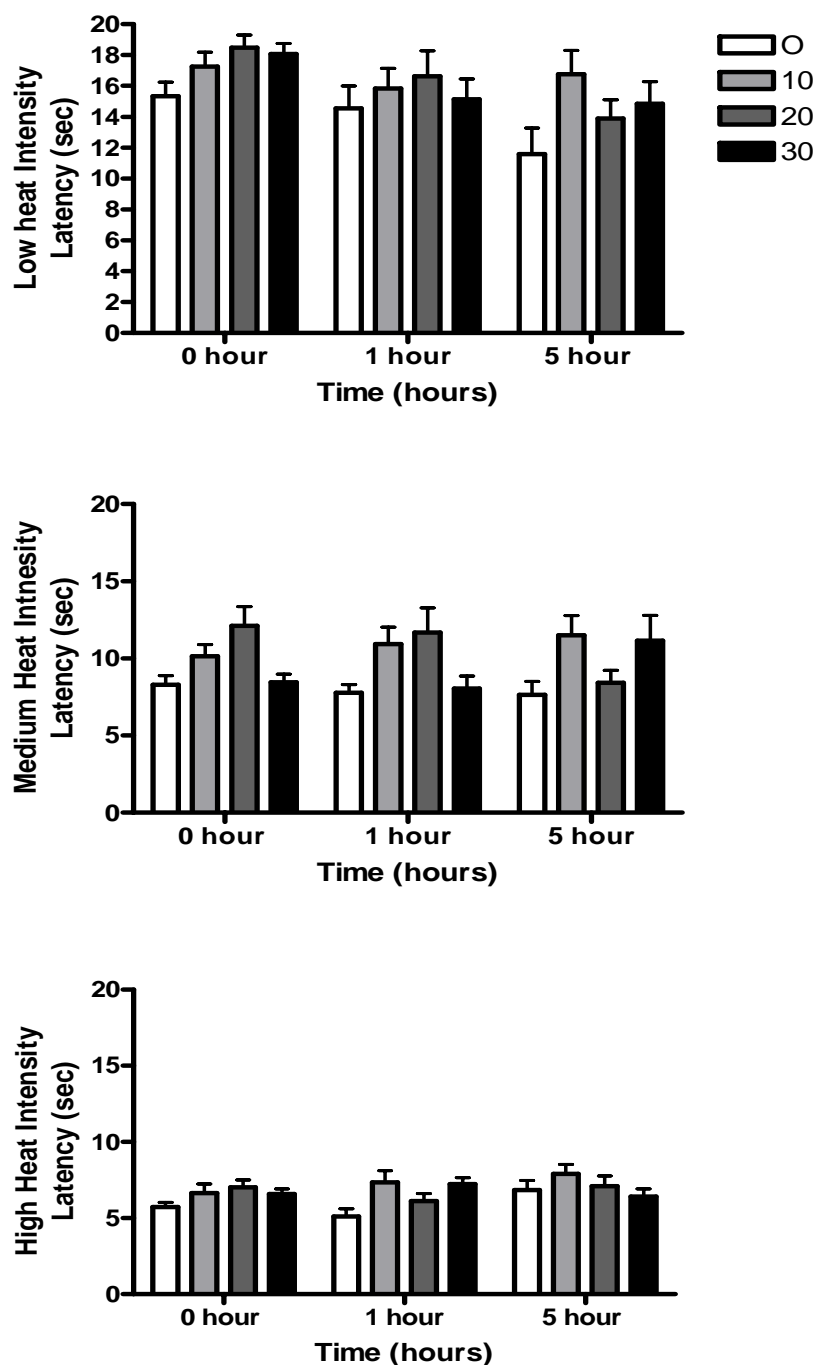 Low heat Intensity
Latency (sec)
20
18
16
14
12
10
8
6
4
2
0
0 hour 1 hour 5 hour
Time (hours)
O
10
20
30
Medium Heat Intnesity
Latency (sec)
20
15
10
5
0
0 hour 1 hour 5 hour
Time (hours)
High Heat Intensity
Latency (sec)
20
15
10
5
0
0 hour 1 hour 5 hour
Time (hours)